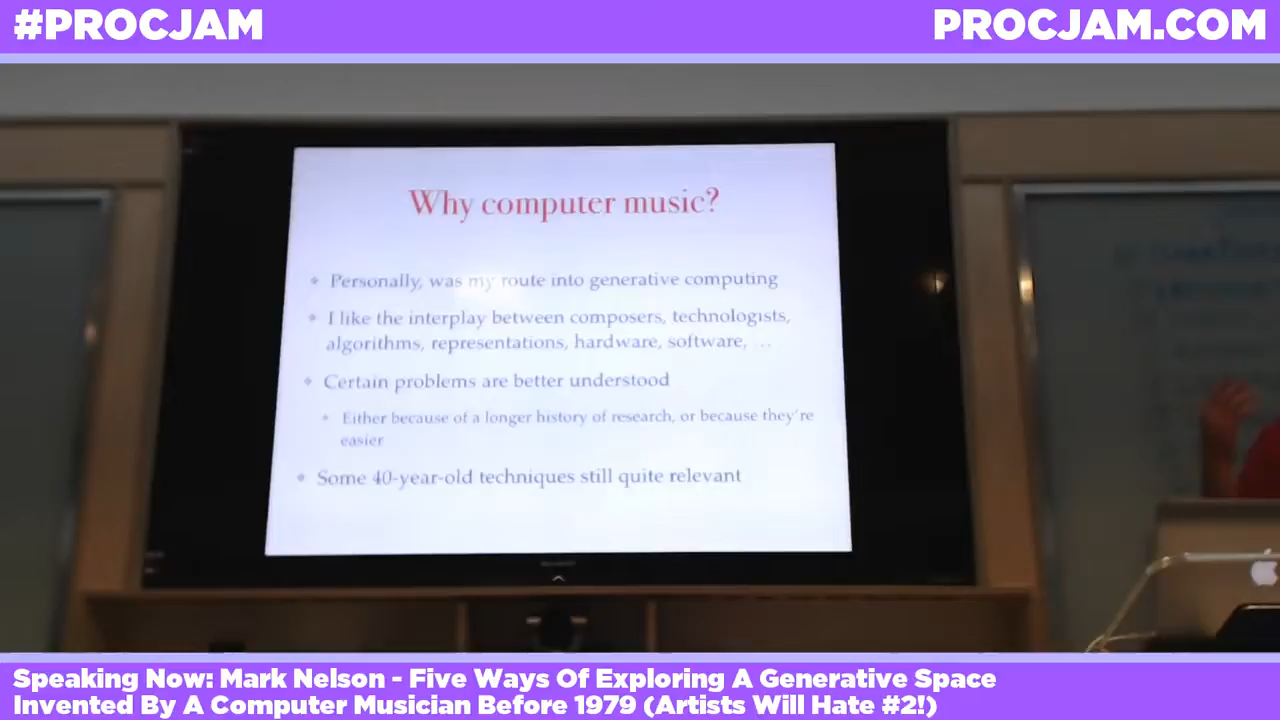 #PROCJAM
PROCJAM.COM
Why computer music?
Personally, was my route into generative computing
I like the interplay between composers, technologists,
algorithms, representations, hardware, software, ...
Certain problems are better understood
Either because of a longer history of research, or because they're
easier
Some 40-year-old techniques still quite relevant
Speaking Now: Mark Nelson - Five Ways Of Exploring A Generative Space
Invented By A Computer Musician Before 1979 (Artists Will Hate #2!)